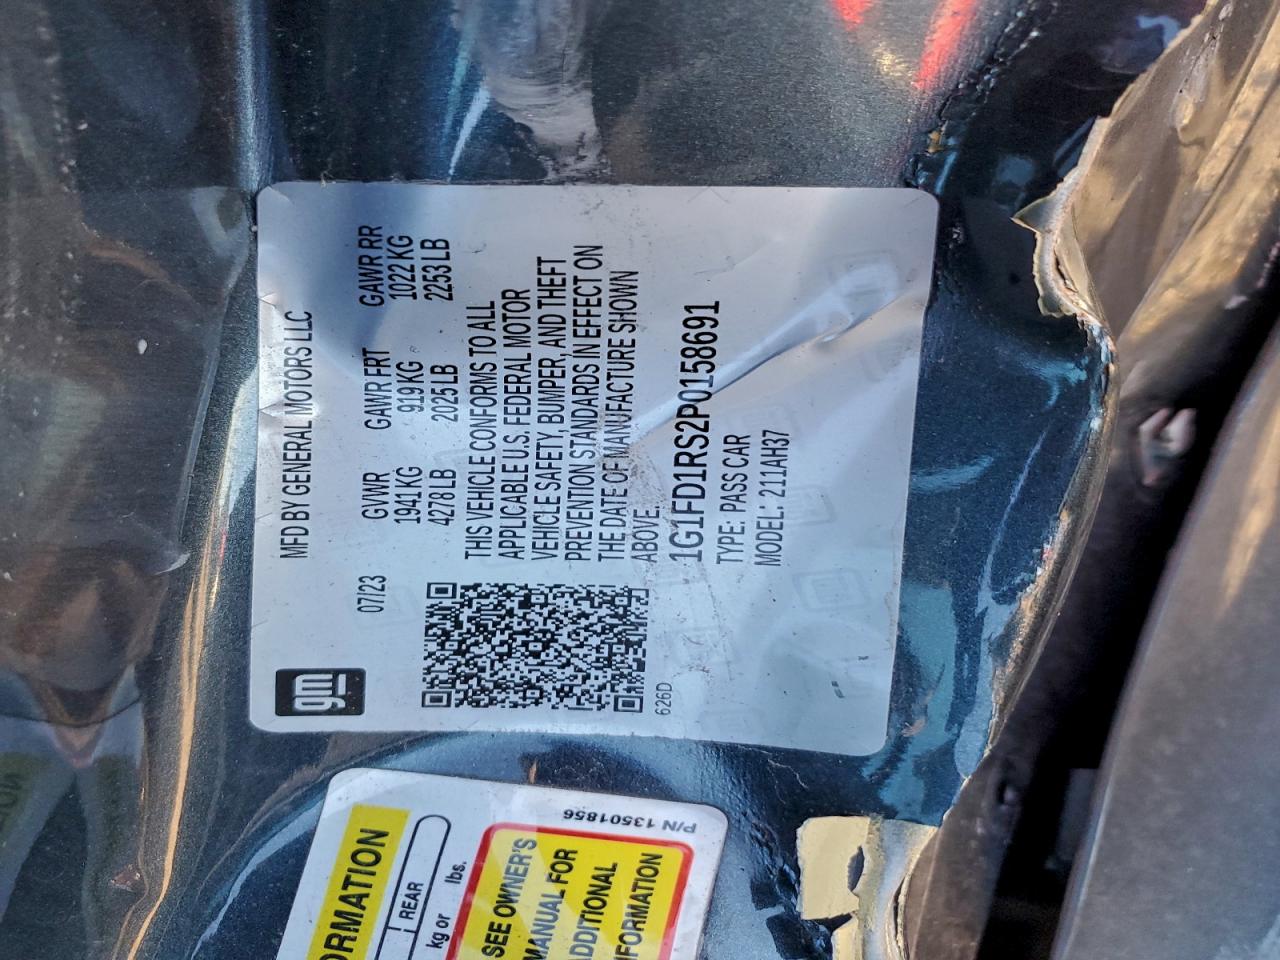 gm
MFD BY GENERAL MOTORS LLC
07/23 GVWR GAWR FRT GAWR RR
1941 KG 919 KG 1022 KG
4278 LB 2025 LB 2253 LB
THIS VEHICLE CONFORMS TO ALL
APPLICABLE U.S. FEDERAL MOTOR
VEHICLE SAFETY, BUMPER, AND THEFT
PREVENTION STANDARDS IN EFFECT ON
THE DATE OF MANUFACTURE SHOWN
ABOVE.
626D
1G1FD1RS2P0158691
TYPE: PASS CAR
MODEL: 211AH37
ORMATION
REAR
kg or lbs.
SEE OWNER'S
MANUAL FOR
ADDITIONAL
INFORMATION
P/N 13501856